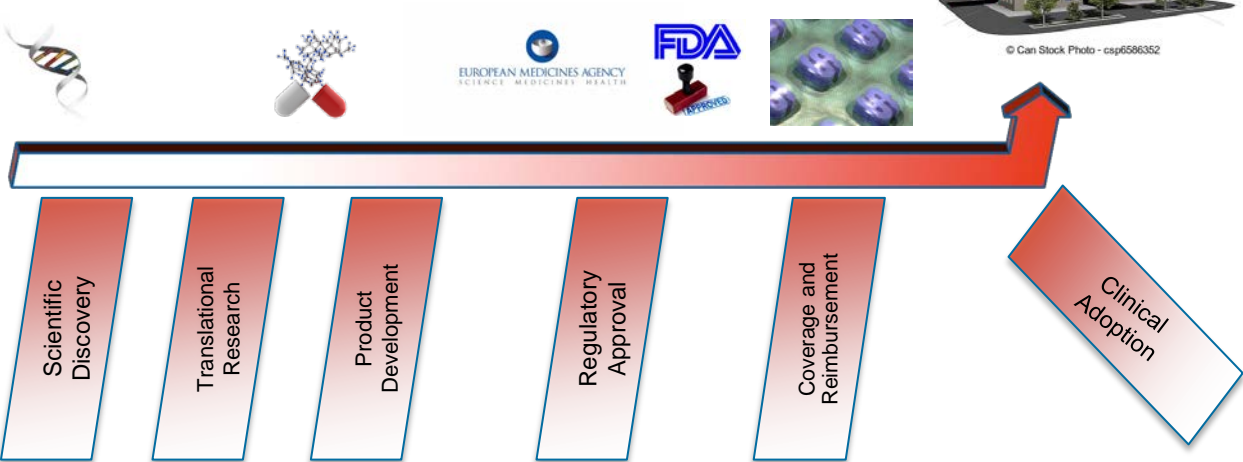 © Can Stock Photo - csp6586352
EUROPEAN MEDICINES AGENCY
SCIENCE MEDICINES HEALTH
FDA
APPROVED
Scientific
Discovery
Translational
Research
Product
Development
Regulatory
Approval
Coverage and
Reimbursement
Clinical
Adoption